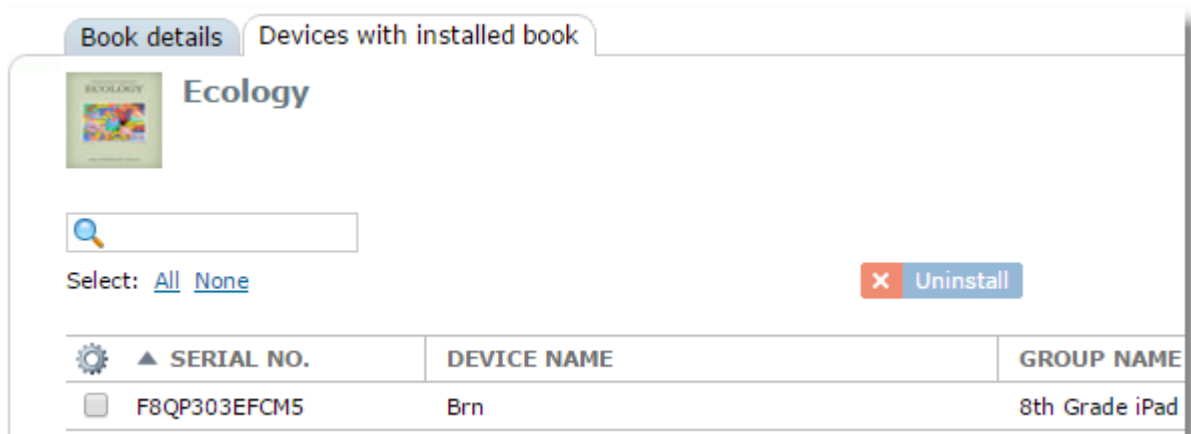 Book details Devices with installed book
ECOLOGY
Ecology
Select: All None
Uninstall
SERIAL NO. DEVICE NAME GROUP NAME
F8QP303EFCM5 Brn 8th Grade iPad